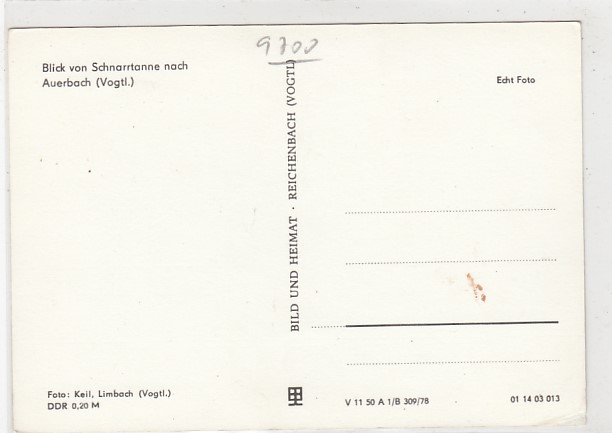 9700
Blick von Schnarrtanne nach
Auerbach (Vogtl.)
Echt Foto
BILD UND HEIMAT · REICHENBACH (VOGTL)
Foto: Keil, Limbach (Vogtl.)
DDR 0,20 M
V 11 50 A 1/B 309/78
01 14 03 013